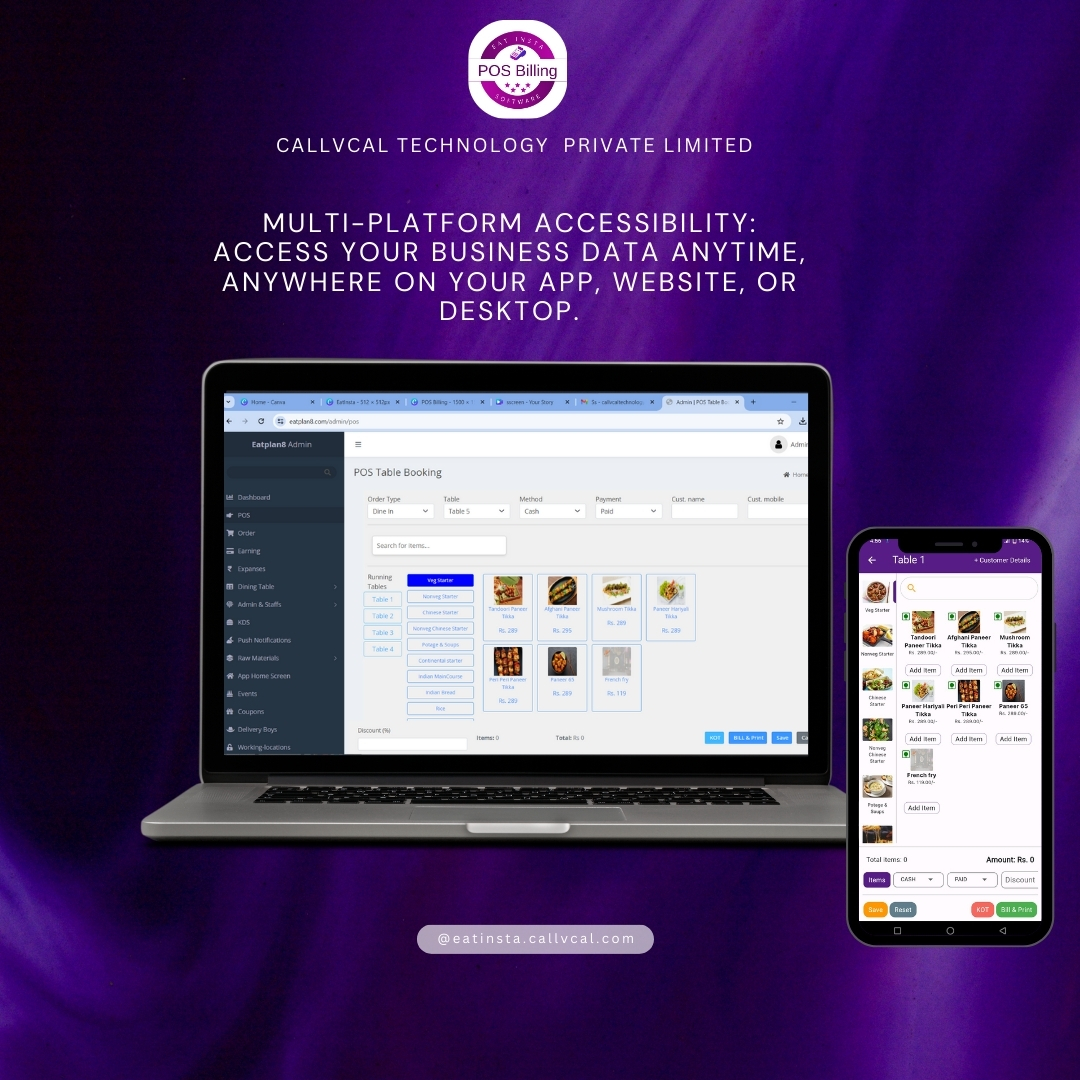 EAT INSTA
POS Billing
SOFTWARE
CALLVCAL TECHNOLOGY PRIVATE LIMITED
MULTI-PLATFORM ACCESSIBILITY:
ACCESS YOUR BUSINESS DATA ANYTIME,
ANYWHERE ON YOUR APP, WEBSITE, OR
DESKTOP.
Home - Canva
Eatinsta - 512 × 512px
POS Billing - 1500 ×
sscreen - Your Story
Admin | POS Table Bo
eatplan8.com/admin/pos
Eatplan8 Admin
Admin
POS Table Booking
Home
Dashboard
POS
Order
Earning
Expenses
Dining Table
Admin & Staffs
KDS
Push Notifications
Raw Materials
App Home Screen
Events
Coupons
Delivery Boys
Working-locations
Order Type Table Method Payment Cust. name Cust. mobile
Dine In Table 5 Cash Paid
Search for items...
Running
Tables
Table 1
Table 2
Table 3
Table 4
Veg Starter
Nonveg Starter
Chinese Starter
Nonveg Chinese Starter
Potage & Soups
Continental starter
Indian MainCourse
Indian Bread
Rice
Tandoori Paneer
Tikka
Rs. 289
Afghani Paneer
Tikka
Rs. 295
Mushroom Tikka
Rs. 289
Paneer Hariyali
Tikka
Rs. 289
Peri Peri Paneer
Tikka
Rs. 289
Paneer 65
Rs. 289
French fry
Rs. 119
Discount (%)
Items: 0
Total: Rs 0
KOT BILL & Print Save Ca
4:56 14%
Table 1 + Customer Details
Veg Starter
Nonveg Starter
Chinese
Starter
Nonveg
Chinese
Starter
Potage &
Soups
Tandoori
Paneer Tikka
Rs. 289.00/-
Add Item
Afghani Paneer
Tikka
Rs. 295.00/-
Add Item
Mushroom
Tikka
Rs. 289.00/-
Add Item
Paneer Hariyali
Tikka
Rs. 289.00/-
Add Item
Peri Peri Paneer
Tikka
Rs. 289.00/-
Add Item
Paneer 65
Rs. 289.00/-
Add Item
French fry
Rs. 119.00/-
Add Item
Total items: 0 Amount: Rs. 0
Items CASH PAID Discount
Save Reset KOT Bill & Print
@eatinsta.callvcal.com